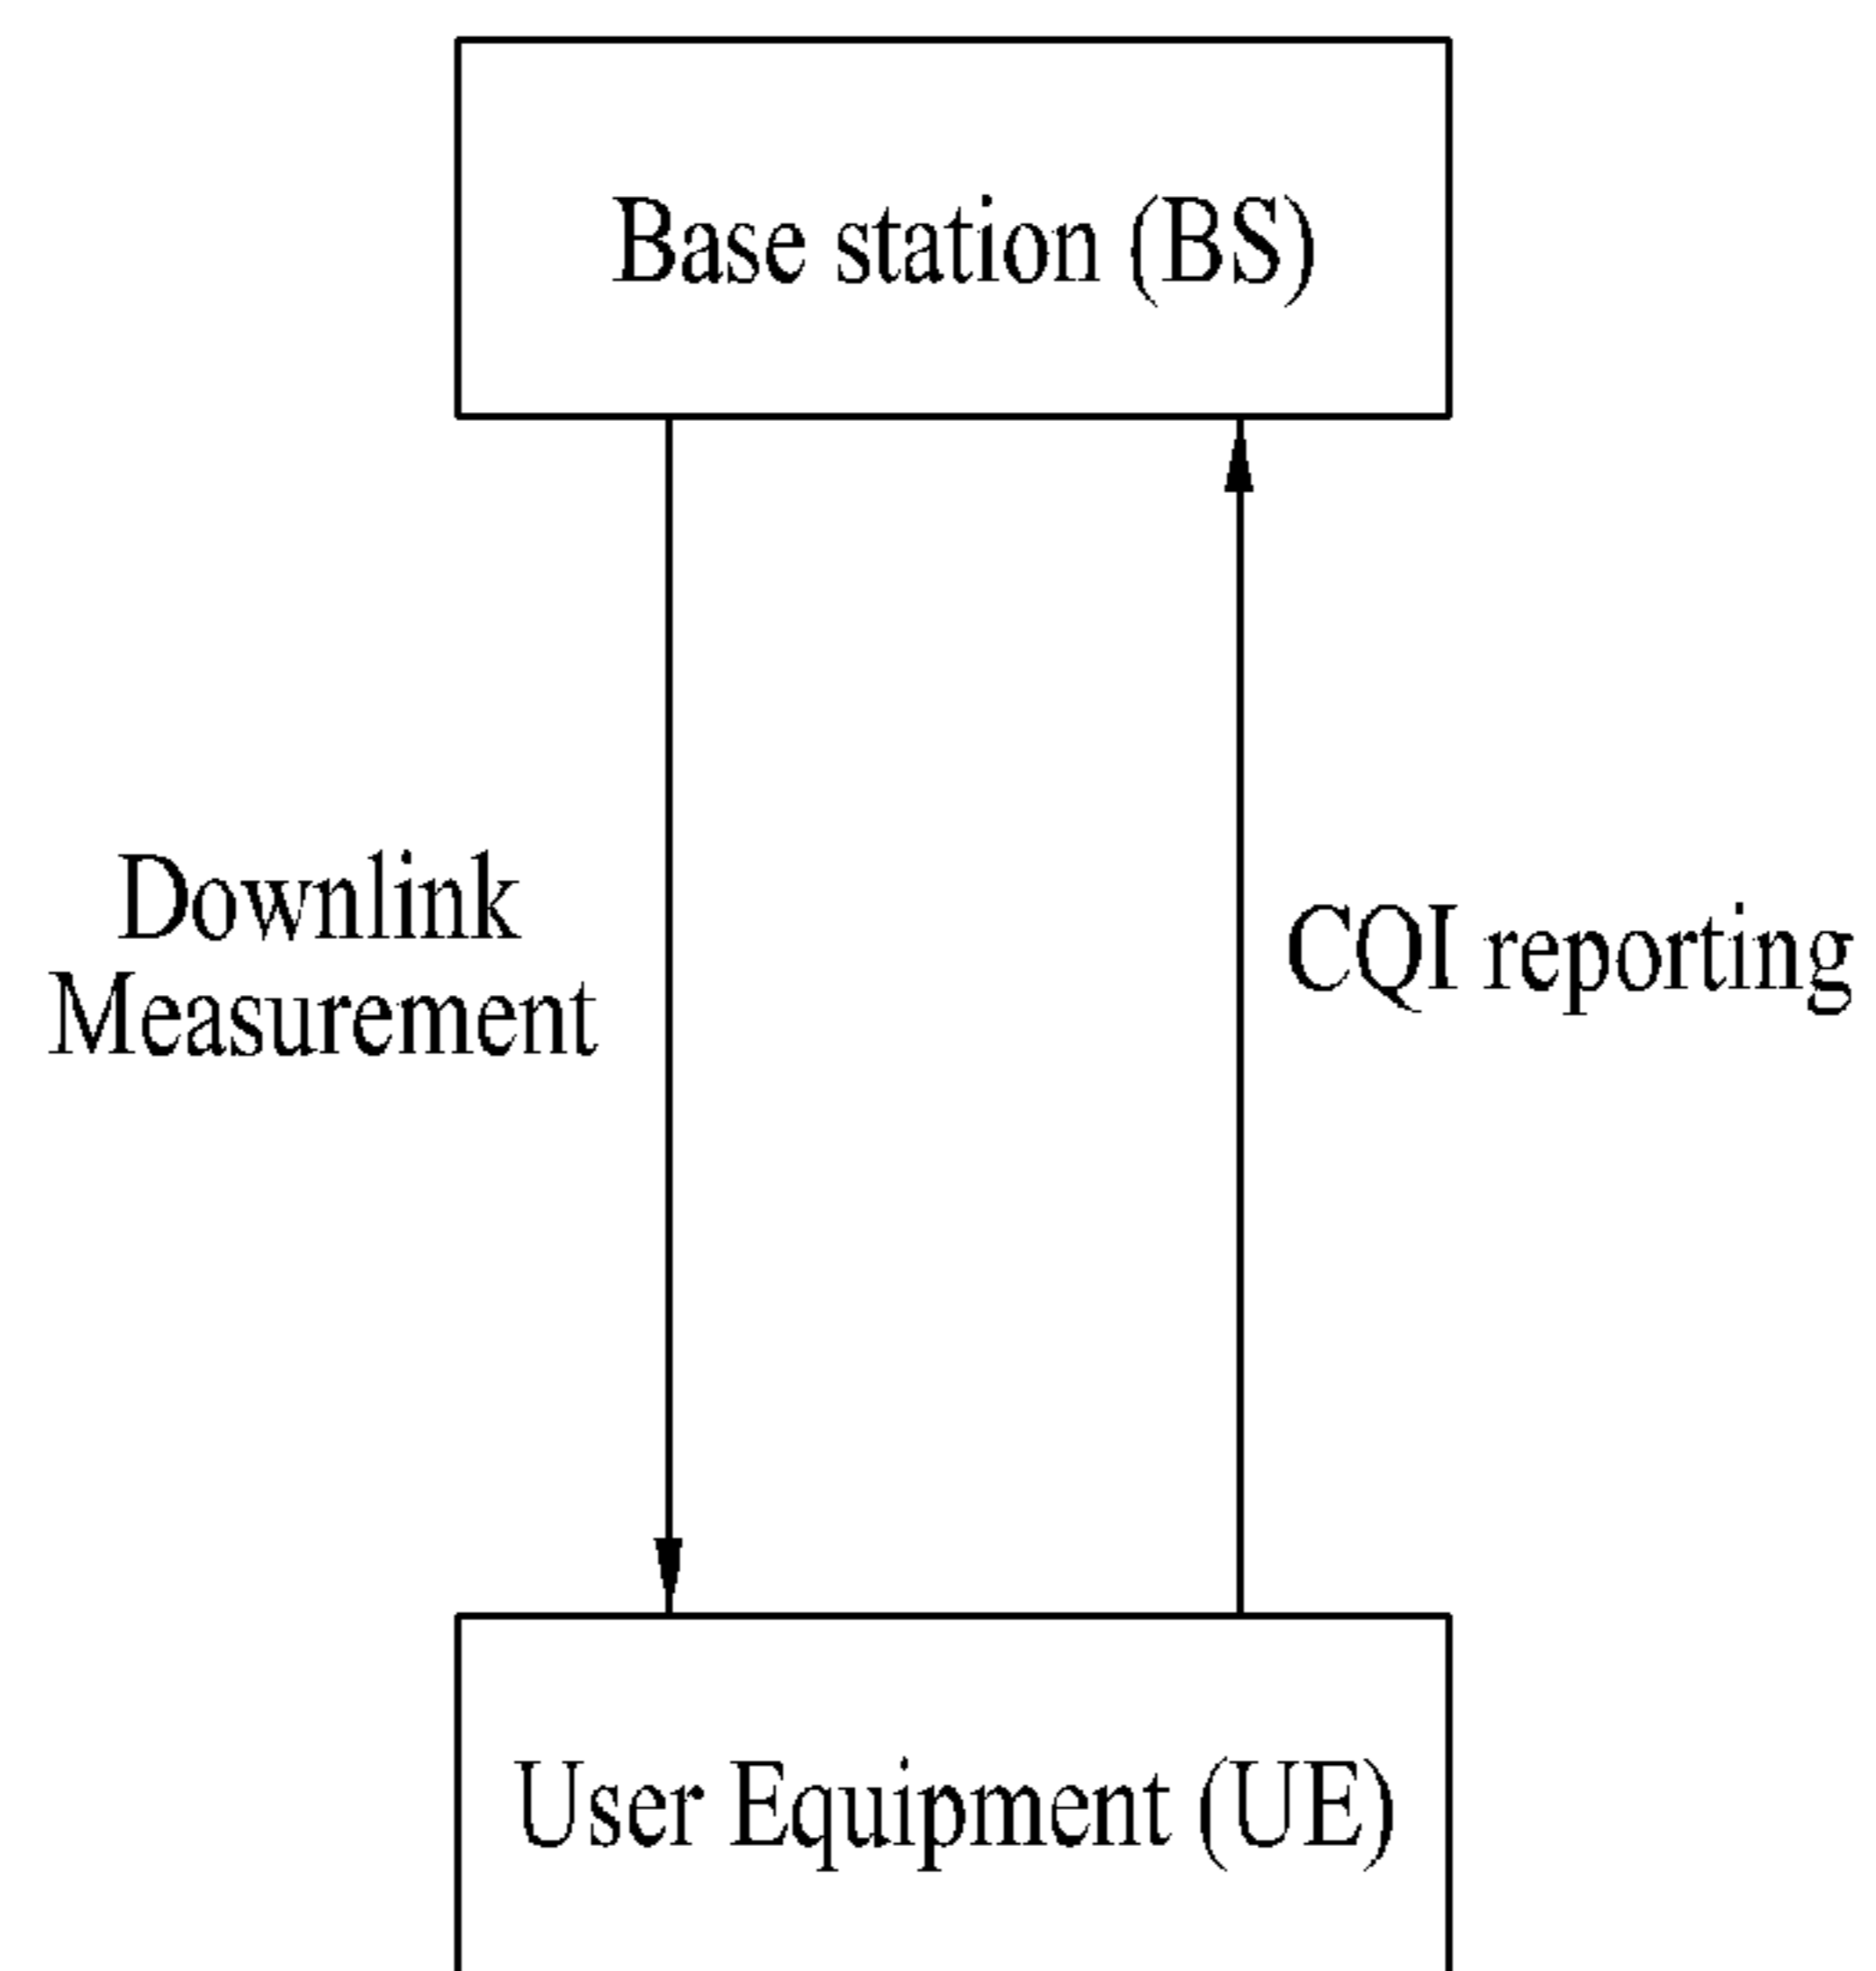 Base station (BS)
Downlink
Measurement
CQI reporting
User Equipment (UE)